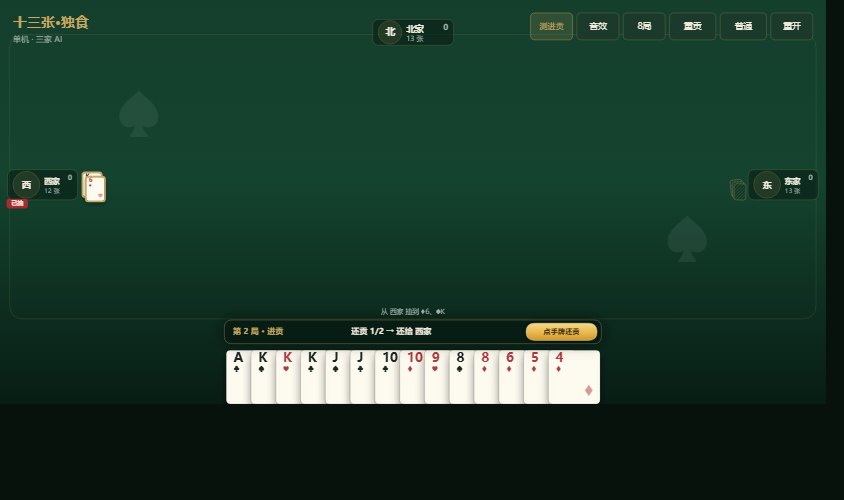 十三张•独食
单机 · 三家 AI
北 北家 0
13 张
测进贡 音效 8局 重贡 普通 重开
西 西家 0
12 张
已抽
东 东家 0
13 张
从 西家 抽到 ♦6、♠K
第 2 局 • 进贡 还贡 1/2 → 还给 西家 点手牌还贡
A K K K J J 10 10 9 8 8 6 5 4